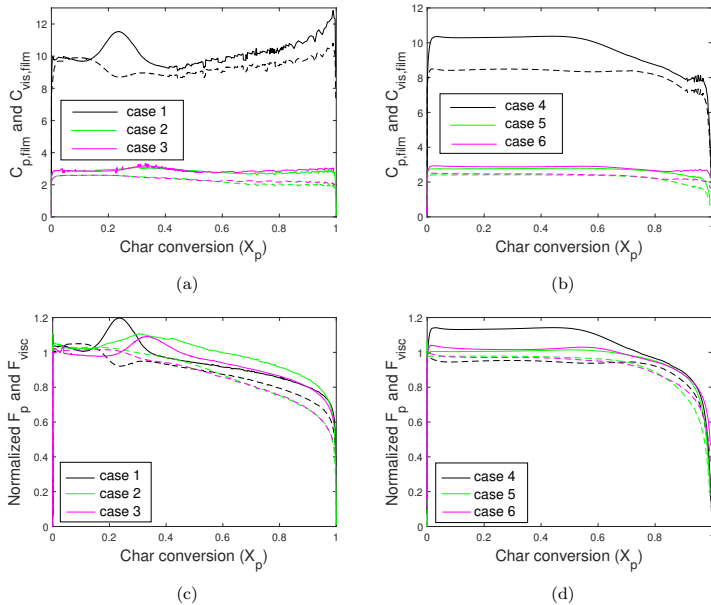 14
12
10
8
6
4
2
0
0
0.2
0.4
0.6
0.8
1
C_p,film and C_vis,film
Char conversion (X_p)
case 1
case 2
case 3
(a)
14
12
10
8
6
4
2
0
0
0.2
0.4
0.6
0.8
1
C_p,film and C_vis,film
Char conversion (X_p)
case 4
case 5
case 6
(b)
1.2
1
0.8
0.6
0.4
0.2
0
0
0.2
0.4
0.6
0.8
1
Normalized F_p and F_visc
Char conversion (X_p)
case 1
case 2
case 3
(c)
1.2
1
0.8
0.6
0.4
0.2
0
0
0.2
0.4
0.6
0.8
1
Normalized F_p and F_visc
Char conversion (X_p)
case 4
case 5
case 6
(d)